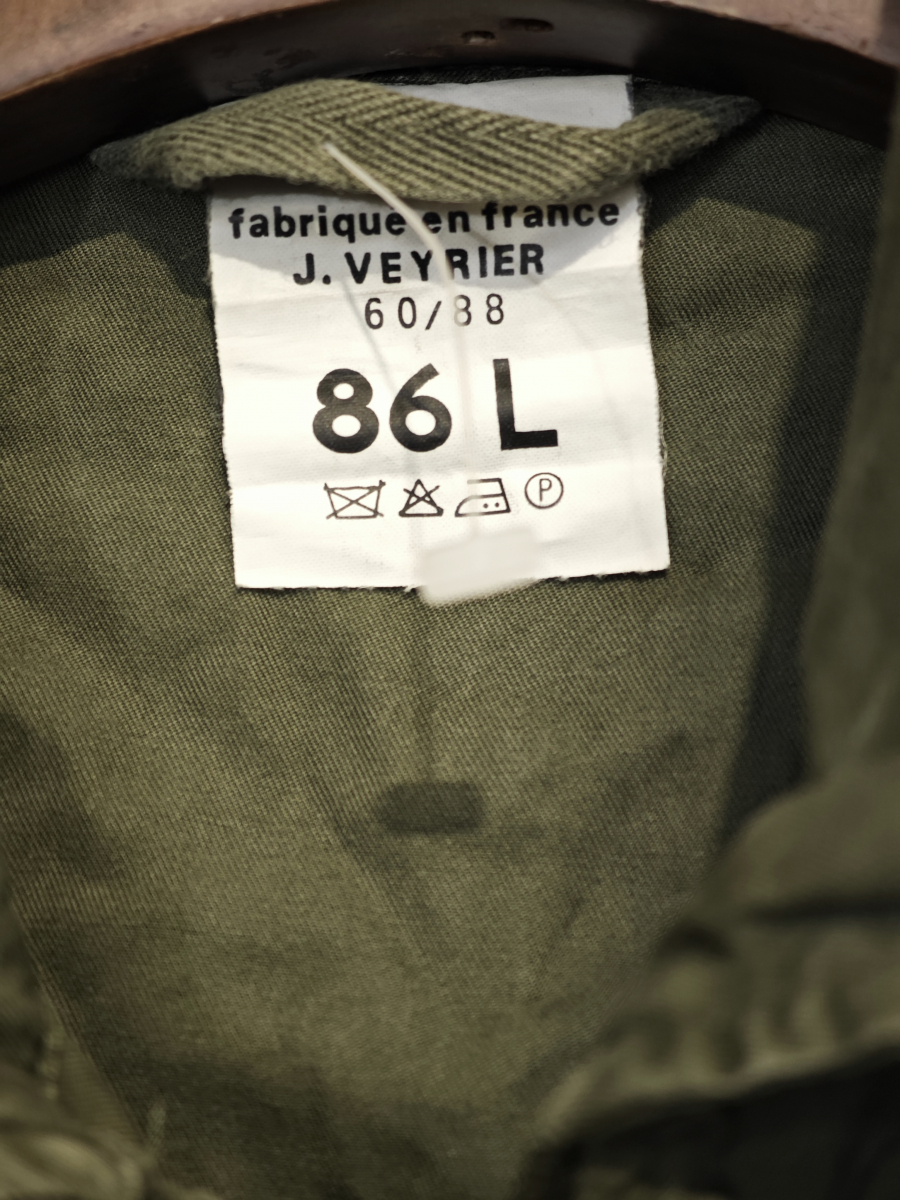 fabrique en france
J. VEYRIER
60/88
86 L
P